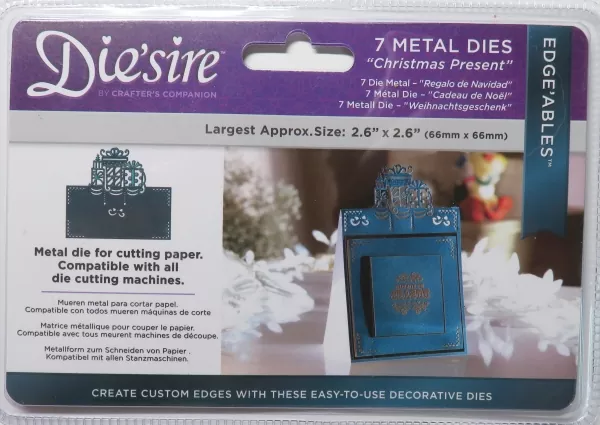 Die'sire™
BY CRAFTER'S COMPANION
7 METAL DIES
"Christmas Present"
7 Die Metal – "Regalo de Navidad"
7 Metal Die – "Cadeau de Noël"
7 Metall Die – "Weihnachtsgeschenk"
EDGE'ABLES™
Largest Approx.Size: 2.6" x 2.6" (66mm x 66mm)
Metal die for cutting paper.
Compatible with all
die cutting machines.
Mueren metal para cortar papel.
Compatible con todos mueren máquinas de corte
Matrice métallique pour couper le papier.
Compatible avec tous meurent machines de découpe.
Metallform zum Schneiden von Papier .
Kompatibel mit allen Stanzmaschinen.
CREATE CUSTOM EDGES WITH THESE EASY-TO-USE DECORATIVE DIES